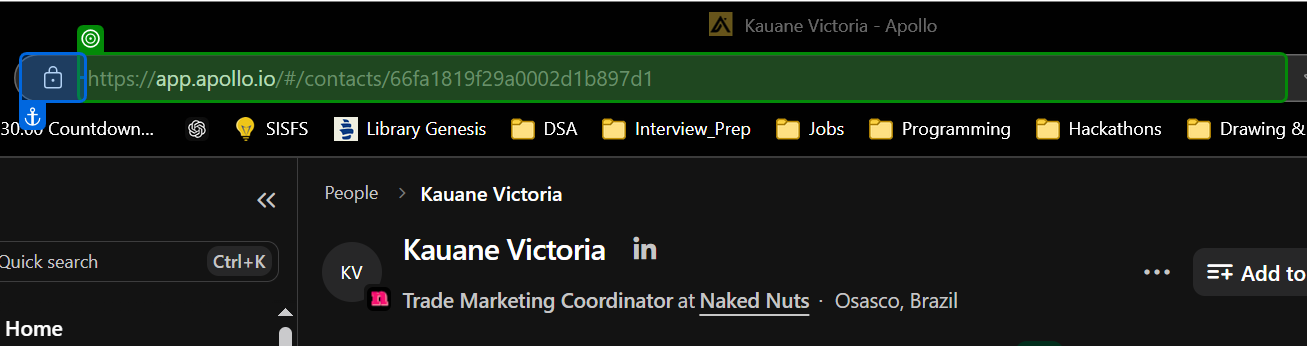 Kauane Victoria - Apollo
https://app.apollo.io/#/contacts/66fa1819f29a0002d1b897d1
30:00 Countdown... SISFS Library Genesis DSA Interview_Prep Jobs Programming Hackathons Drawing &
People > Kauane Victoria
Kauane Victoria in
Quick search Ctrl+K
KV
Add to
n
Trade Marketing Coordinator at Naked Nuts · Osasco, Brazil
Home